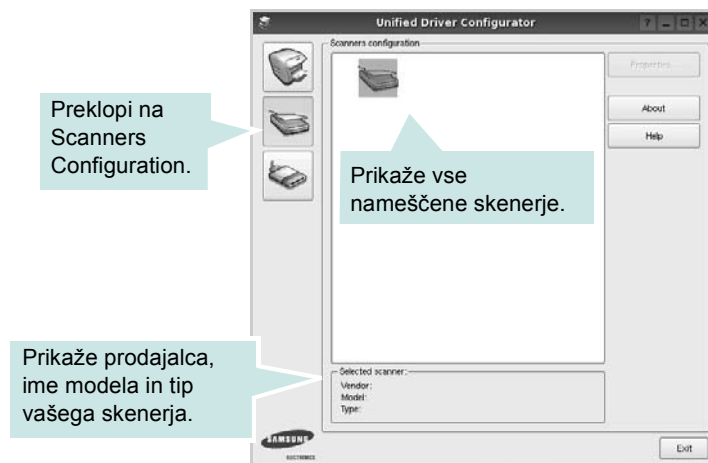 Unified Driver Configurator
Scanners configuration
Properties...
About
Help
Preklopi na
Scanners
Configuration.
Prikaže vse
nameščene skenerje.
Prikaže prodajalca,
ime modela in tip
vašega skenerja.
Selected scanner:
Vendor:
Model:
Type:
SAMSUNG
ELECTRONICS
Exit